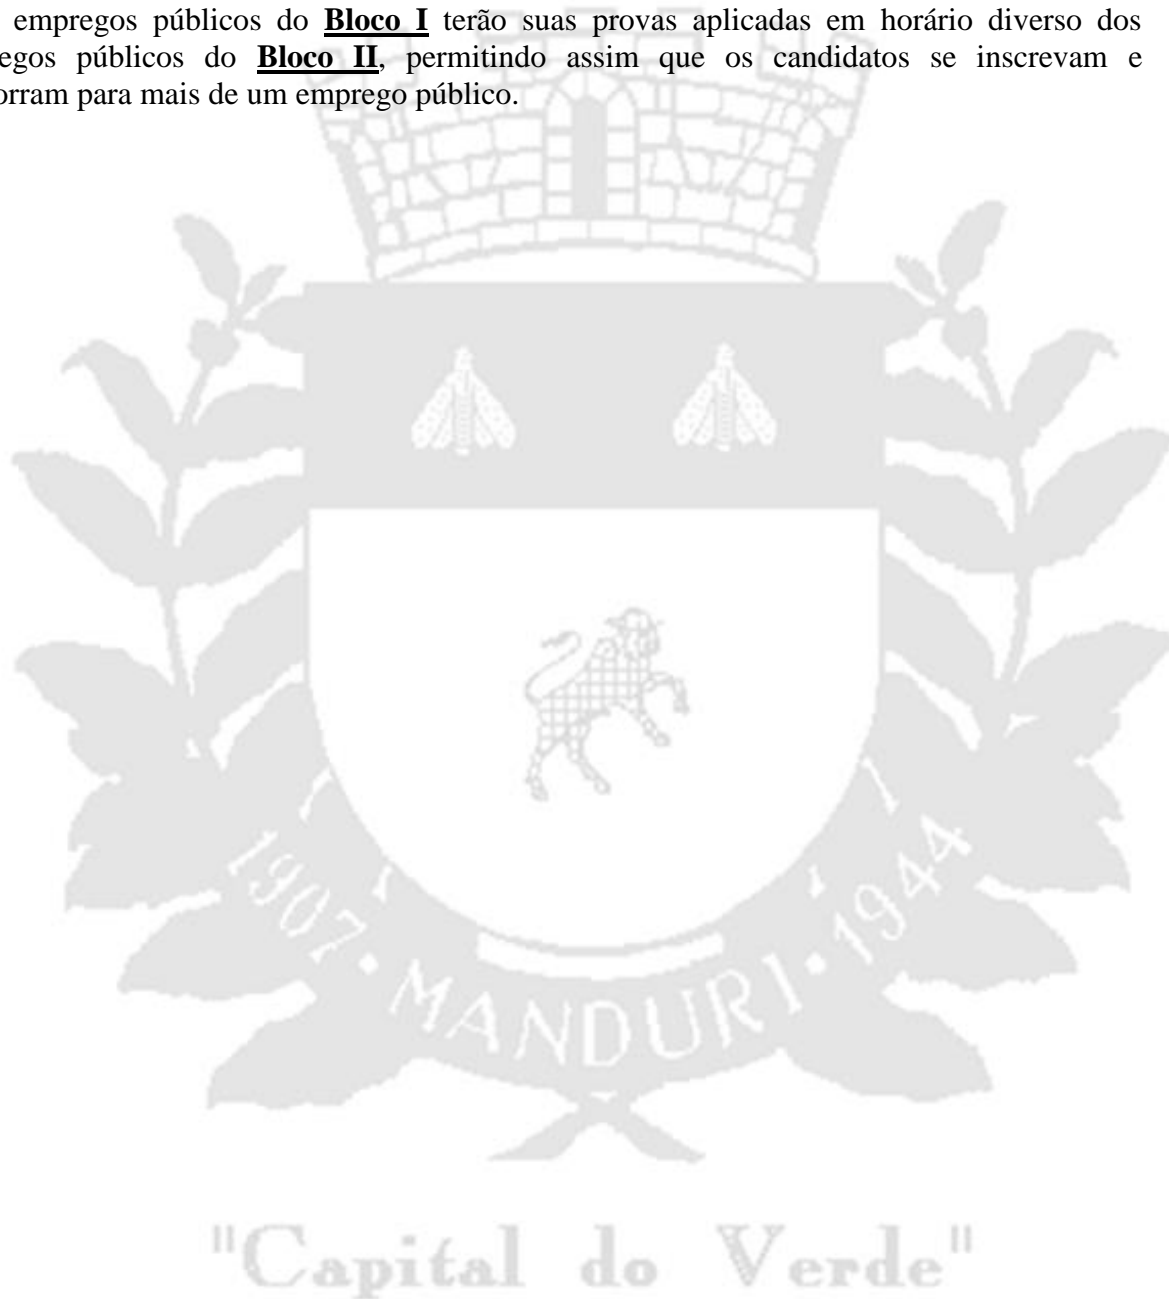 empregos públicos do Bloco I terão suas provas aplicadas em horário diverso dos
egos públicos do Bloco II, permitindo assim que os candidatos se inscrevam e
orram para mais de um emprego público.
1907 • MANDURI • 1944
"Capital do Verde"